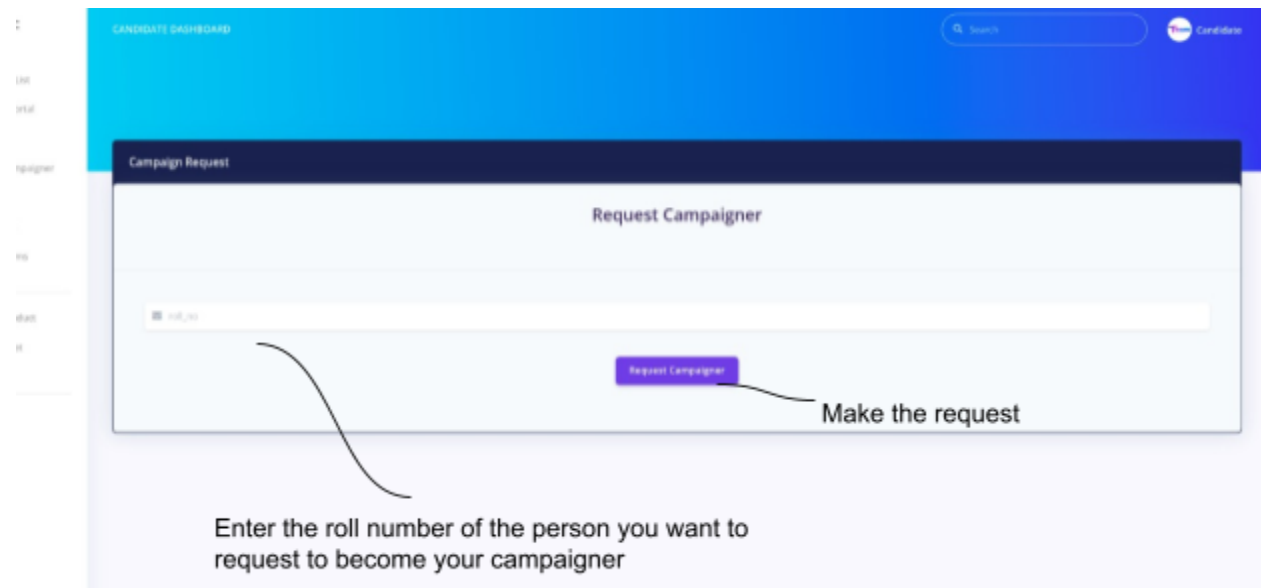 CANDIDATE DASHBOARD
Search
Candidate
List
Campaign Request
Request Campaigner
roll_no
Request Campaigner
Make the request
Enter the roll number of the person you want to
request to become your campaigner